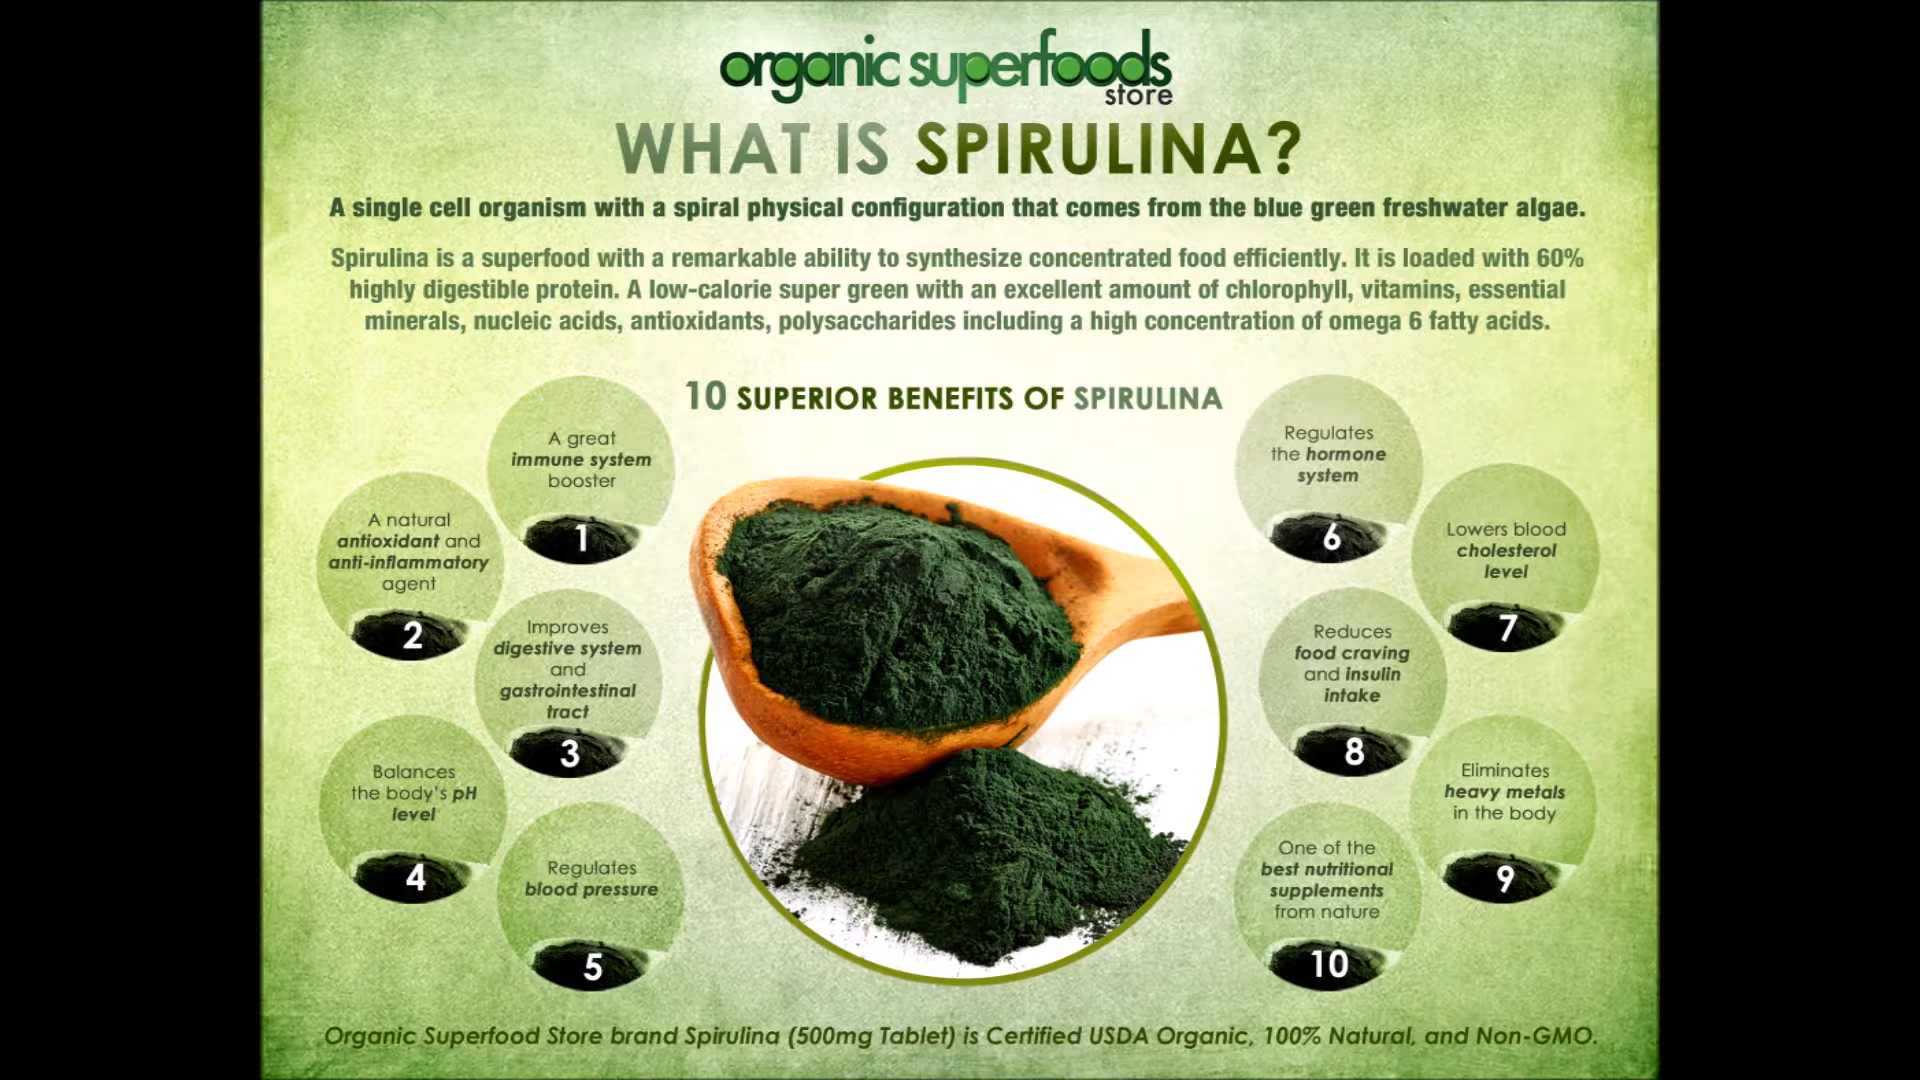 organic superfoods
store
WHAT IS SPIRULINA?
A single cell organism with a spiral physical configuration that comes from the blue green freshwater algae.
Spirulina is a superfood with a remarkable ability to synthesize concentrated food efficiently. It is loaded with 60%
highly digestible protein. A low-calorie super green with an excellent amount of chlorophyll, vitamins, essential
minerals, nucleic acids, antioxidants, polysaccharides including a high concentration of omega 6 fatty acids.
10 SUPERIOR BENEFITS OF SPIRULINA
A great
immune system
booster
1
A natural
antioxidant and
anti-inflammatory
agent
2
Improves
digestive system
and
gastrointestinal
tract
3
Balances
the body's pH
level
4
Regulates
blood pressure
5
Regulates
the hormone
system
6
Lowers blood
cholesterol
level
7
Reduces
food craving
and insulin
intake
8
Eliminates
heavy metals
in the body
9
One of the
best nutritional
supplements
from nature
10
Organic Superfood Store brand Spirulina (500mg Tablet) is Certified USDA Organic, 100% Natural, and Non-GMO.